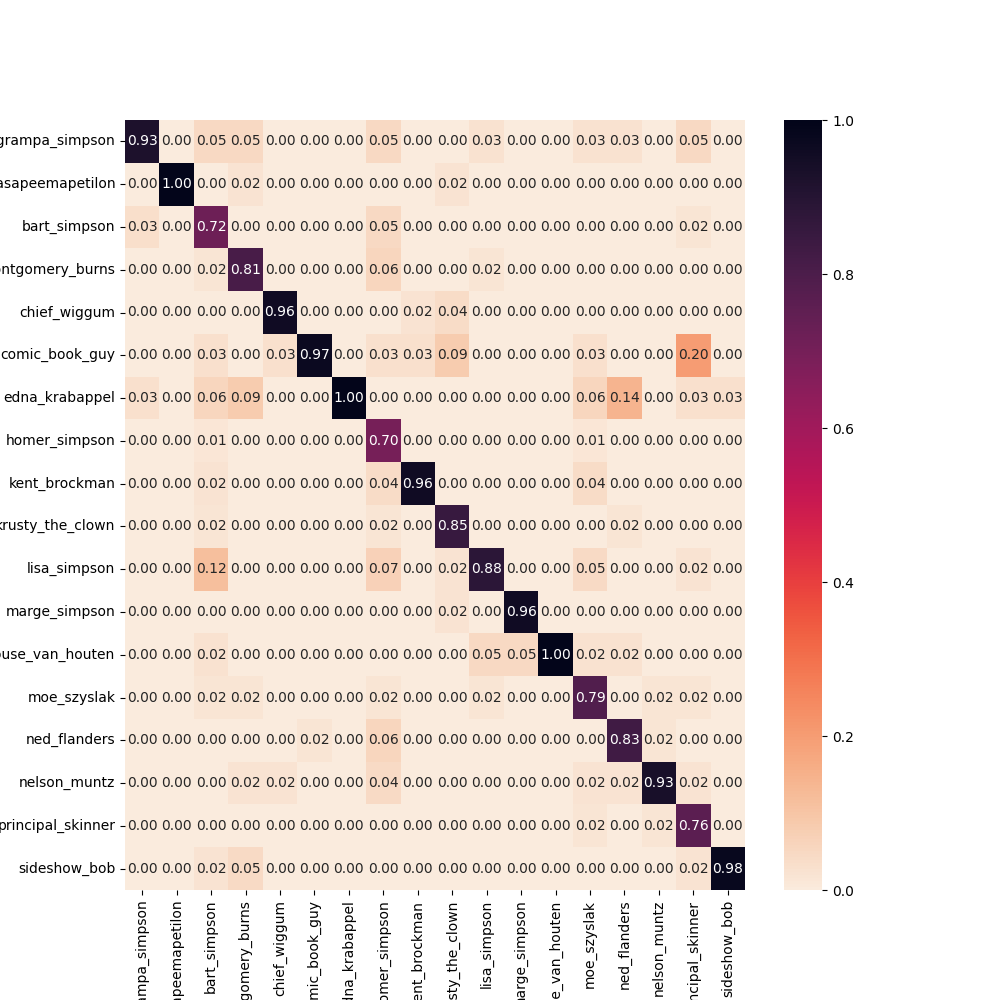 grampa_simpson 0.93 0.00 0.05 0.05 0.00 0.00 0.00 0.05 0.00 0.00 0.03 0.00 0.00 0.03 0.03 0.00 0.05 0.00
asapeemapetilon 0.00 1.00 0.00 0.02 0.00 0.00 0.00 0.00 0.00 0.02 0.00 0.00 0.00 0.00 0.00 0.00 0.00 0.00
bart_simpson 0.03 0.00 0.72 0.00 0.00 0.00 0.00 0.05 0.00 0.00 0.00 0.00 0.00 0.00 0.00 0.00 0.02 0.00
ntgomery_burns 0.00 0.00 0.02 0.81 0.00 0.00 0.00 0.06 0.00 0.00 0.02 0.00 0.00 0.00 0.00 0.00 0.00 0.00
chief_wiggum 0.00 0.00 0.00 0.00 0.96 0.00 0.00 0.00 0.02 0.04 0.00 0.00 0.00 0.00 0.00 0.00 0.00 0.00
comic_book_guy 0.00 0.00 0.03 0.00 0.03 0.97 0.00 0.03 0.03 0.09 0.00 0.00 0.00 0.03 0.00 0.00 0.20 0.00
edna_krabappel 0.03 0.00 0.06 0.09 0.00 0.00 1.00 0.00 0.00 0.00 0.00 0.00 0.00 0.06 0.14 0.00 0.03 0.03
homer_simpson 0.00 0.00 0.01 0.00 0.00 0.00 0.00 0.70 0.00 0.00 0.00 0.00 0.00 0.01 0.00 0.00 0.00 0.00
kent_brockman 0.00 0.00 0.02 0.00 0.00 0.00 0.00 0.04 0.96 0.00 0.00 0.00 0.00 0.04 0.00 0.00 0.00 0.00
krusty_the_clown 0.00 0.00 0.02 0.00 0.00 0.00 0.00 0.02 0.00 0.85 0.00 0.00 0.00 0.00 0.02 0.00 0.00 0.00
lisa_simpson 0.00 0.00 0.12 0.00 0.00 0.00 0.00 0.07 0.00 0.02 0.88 0.00 0.00 0.05 0.00 0.00 0.02 0.00
marge_simpson 0.00 0.00 0.00 0.00 0.00 0.00 0.00 0.00 0.00 0.02 0.00 0.96 0.00 0.00 0.00 0.00 0.00 0.00
ouse_van_houten 0.00 0.00 0.02 0.00 0.00 0.00 0.00 0.00 0.00 0.00 0.05 0.05 1.00 0.02 0.02 0.00 0.00 0.00
moe_szyslak 0.00 0.00 0.02 0.02 0.00 0.00 0.00 0.02 0.00 0.00 0.02 0.00 0.00 0.79 0.00 0.02 0.02 0.00
ned_flanders 0.00 0.00 0.00 0.00 0.00 0.02 0.00 0.06 0.00 0.00 0.00 0.00 0.00 0.00 0.83 0.02 0.00 0.00
nelson_muntz 0.00 0.00 0.00 0.02 0.02 0.00 0.00 0.04 0.00 0.00 0.00 0.00 0.00 0.02 0.02 0.93 0.02 0.00
principal_skinner 0.00 0.00 0.00 0.00 0.00 0.00 0.00 0.00 0.00 0.00 0.00 0.00 0.00 0.02 0.00 0.02 0.76 0.00
sideshow_bob 0.00 0.00 0.02 0.05 0.00 0.00 0.00 0.00 0.00 0.00 0.00 0.00 0.00 0.00 0.00 0.00 0.02 0.98
ampa_simpson
apeemapetilon
bart_simpson
gomery_burns
chief_wiggum
mic_book_guy
dna_krabappel
omer_simpson
ent_brockman
sty_the_clown
lisa_simpson
arge_simpson
e_van_houten
moe_szyslak
ned_flanders
nelson_muntz
ncipal_skinner
sideshow_bob
1.0
0.8
0.6
0.4
0.2
0.0